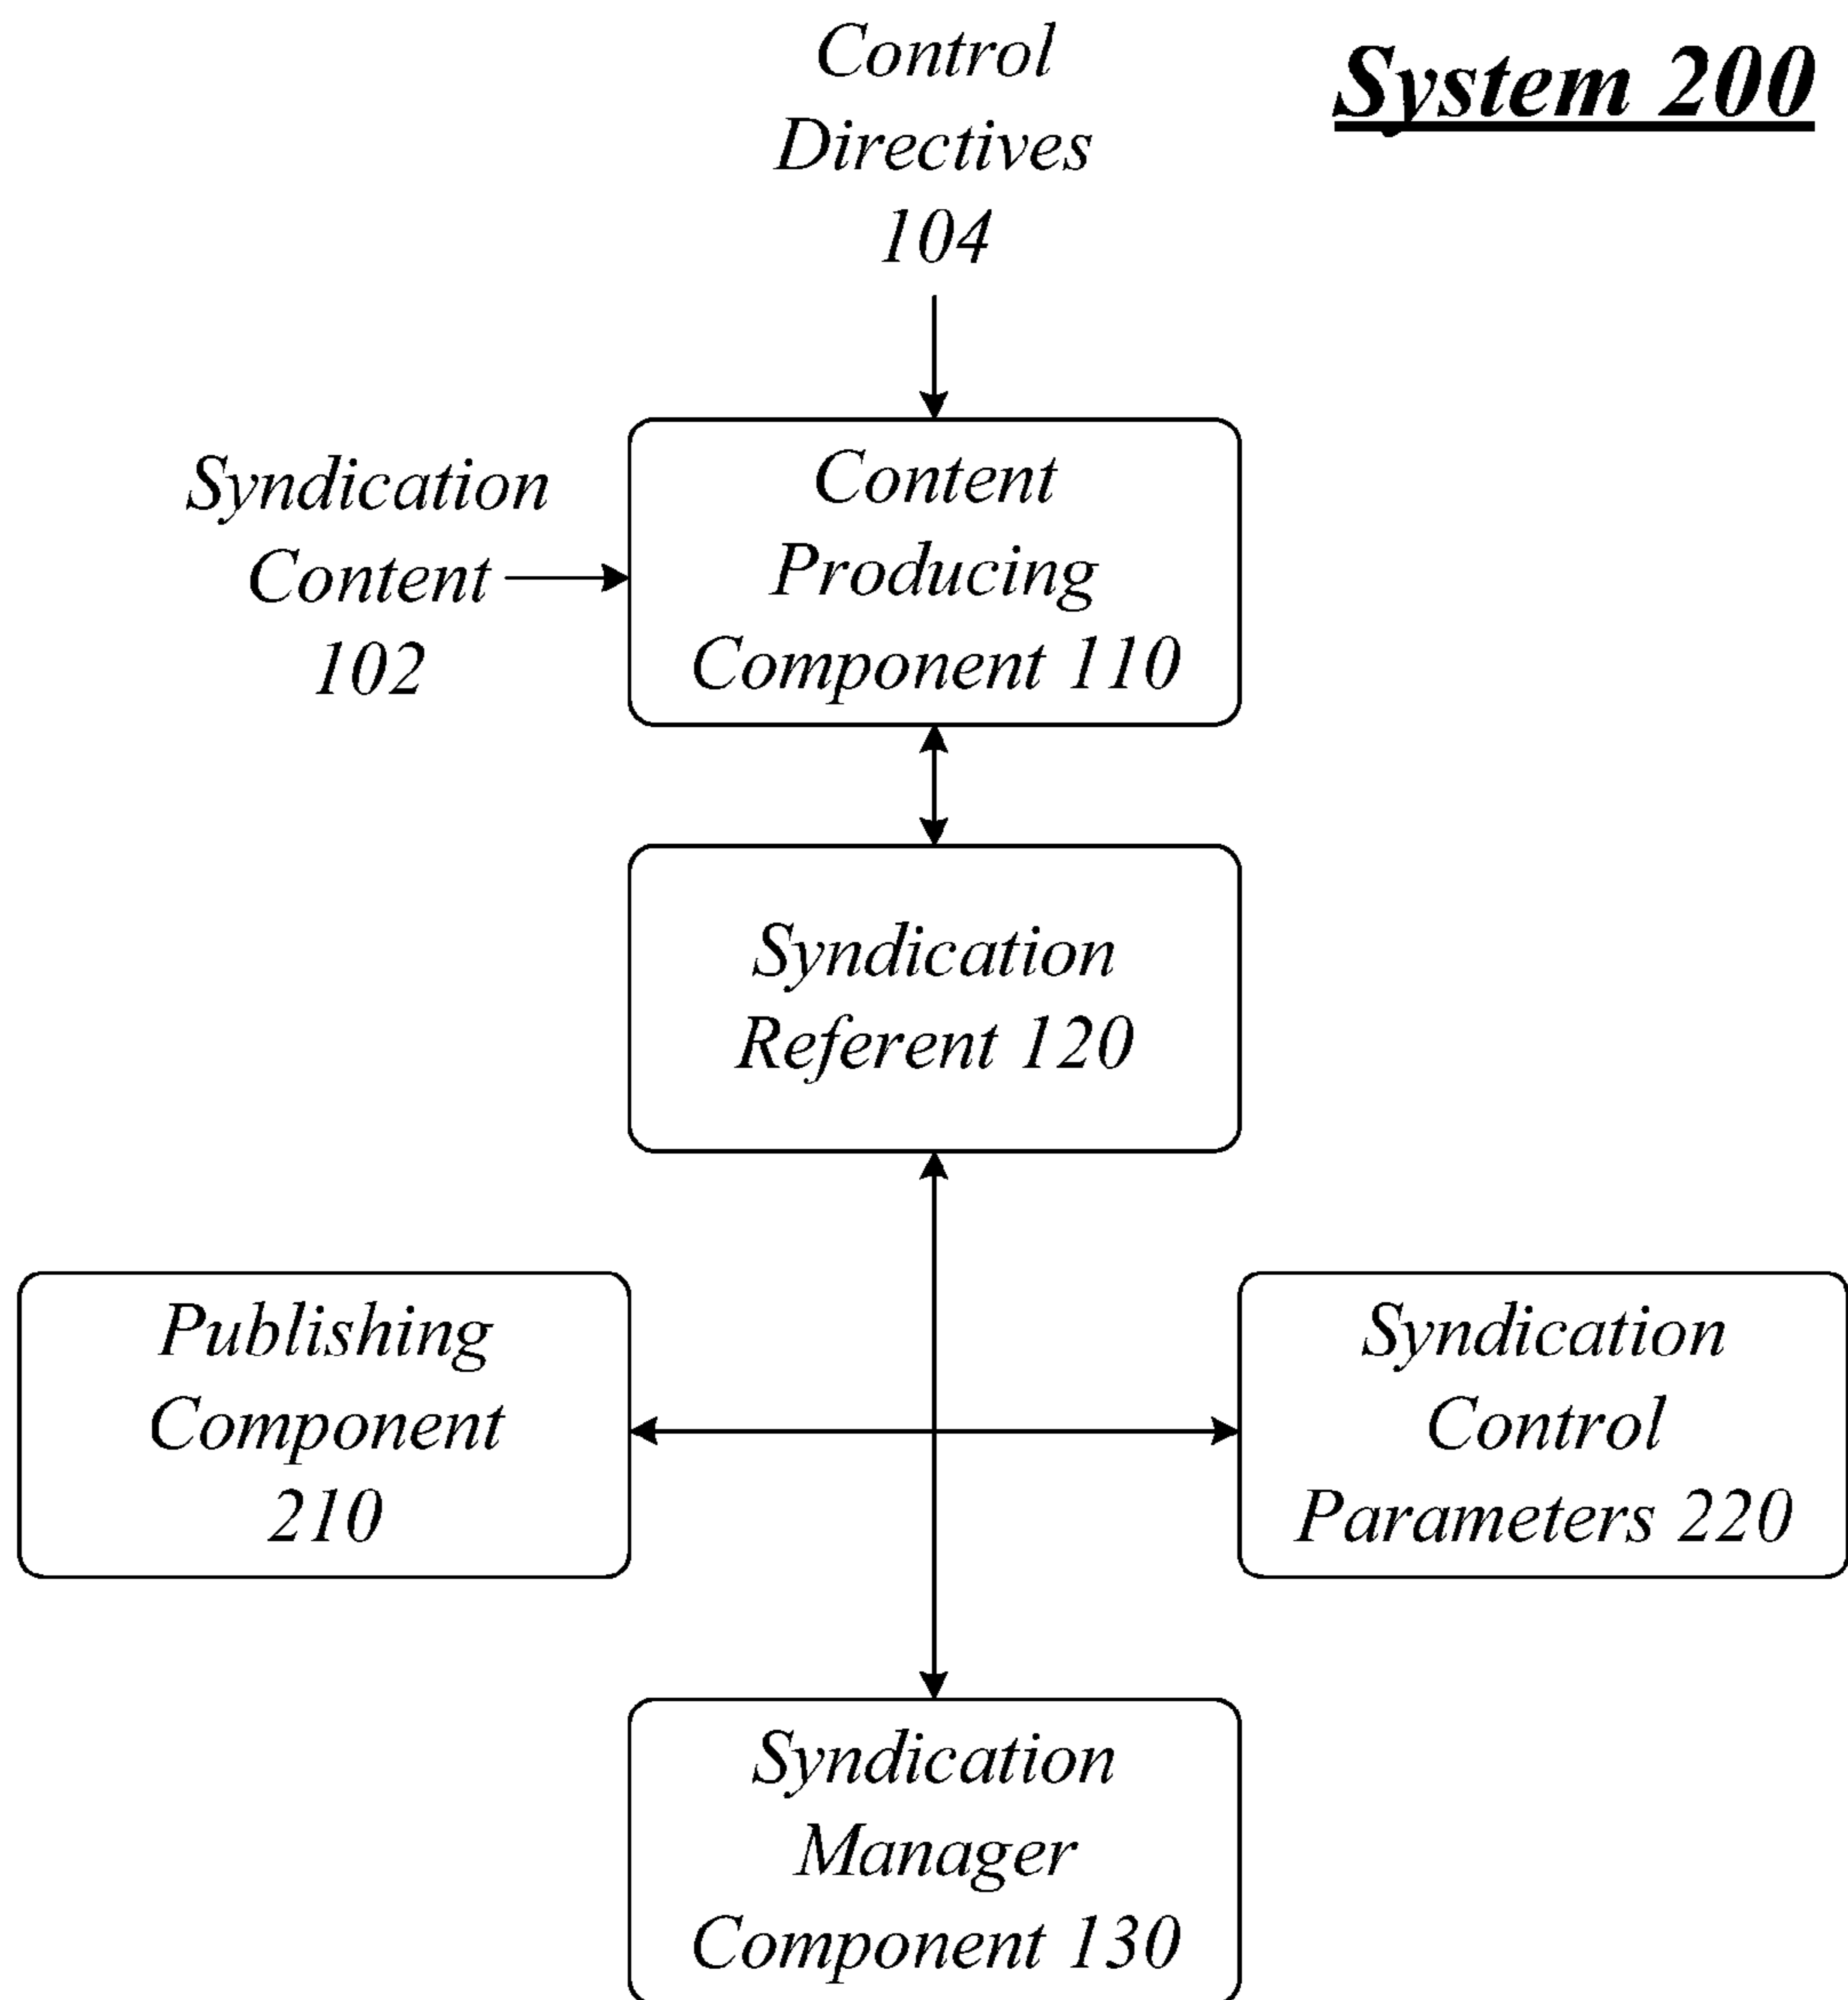 System 200
Control
Directives
104
Syndication
Content
102
Content
Producing
Component 110
Syndication
Referent 120
Publishing
Component
210
Syndication
Control
Parameters 220
Syndication
Manager
Component 130